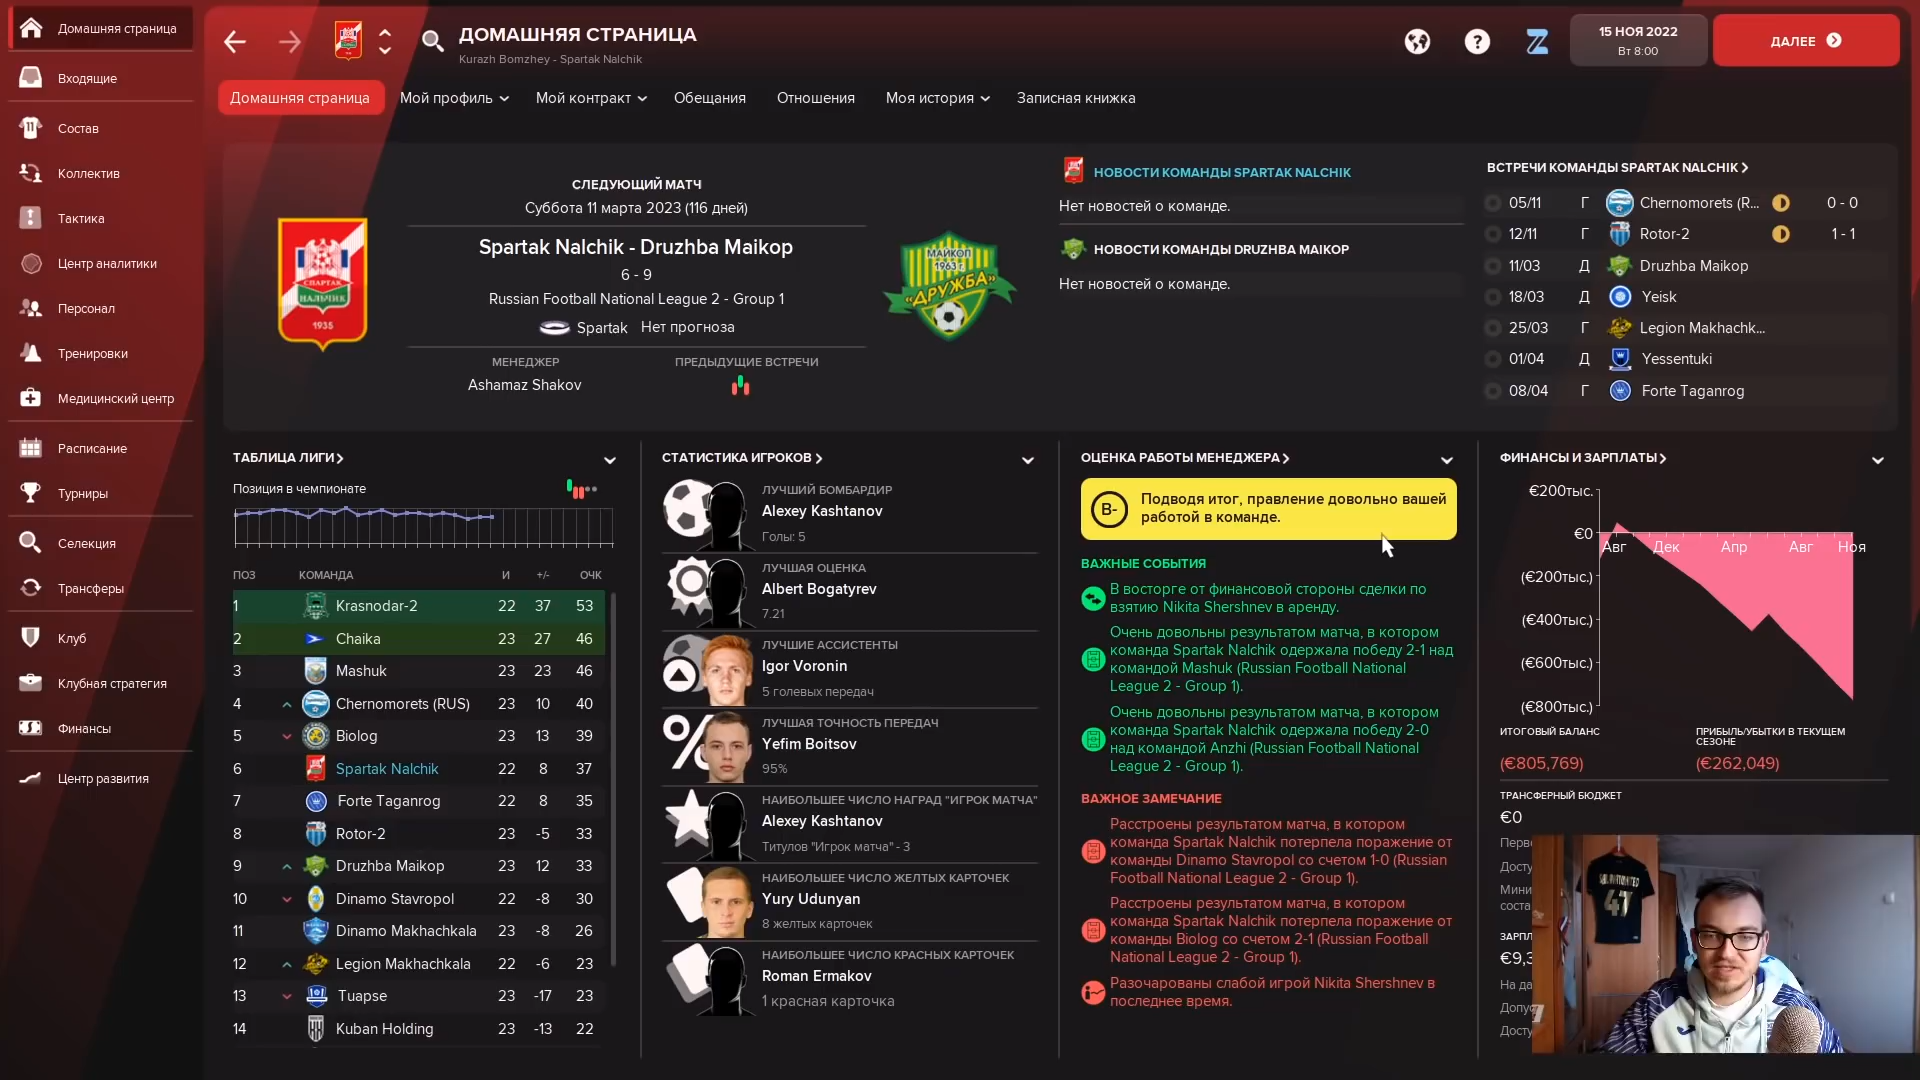 Домашняя страница
Входящие
Состав
Коллектив
Тактика
Центр аналитики
Персонал
Тренировки
Медицинский центр
Расписание
Турниры
Селекция
Трансферы
Клуб
Клубная стратегия
Финансы
Центр развития
ДОМАШНЯЯ СТРАНИЦА
Kurazh Bomzhey - Spartak Nalchik
15 НОЯ 2022
Вт 8:00
ДАЛЕЕ
Домашняя страница Мой профиль Мой контракт Обещания Отношения Моя история Записная книжка
СЛЕДУЮЩИЙ МАТЧ
Суббота 11 марта 2023 (116 дней)
Spartak Nalchik - Druzhba Maikop
6 - 9
Russian Football National League 2 - Group 1
Spartak Нет прогноза
МЕНЕДЖЕР ПРЕДЫДУЩИЕ ВСТРЕЧИ
Ashamaz Shakov
СПАРТАК
НАЛЬЧИК
1935
МАЙКОП
1963 г.
«ДРУЖБА»
НОВОСТИ КОМАНДЫ SPARTAK NALCHIK
Нет новостей о команде.
НОВОСТИ КОМАНДЫ DRUZHBA MAIKOP
Нет новостей о команде.
ВСТРЕЧИ КОМАНДЫ SPARTAK NALCHIK
05/11 Г Chernomorets (R... 0 - 0
12/11 Г Rotor-2 1 - 1
11/03 Д Druzhba Maikop
18/03 Д Yeisk
25/03 Г Legion Makhachk...
01/04 Д Yessentuki
08/04 Г Forte Taganrog
ТАБЛИЦА ЛИГИ
Позиция в чемпионате
ПОЗ КОМАНДА И +/- ОЧК
1 Krasnodar-2 22 37 53
2 Chaika 23 27 46
3 Mashuk 23 23 46
4 Chernomorets (RUS) 23 10 40
5 Biolog 23 13 39
6 Spartak Nalchik 22 8 37
7 Forte Taganrog 22 8 35
8 Rotor-2 23 -5 33
9 Druzhba Maikop 23 12 33
10 Dinamo Stavropol 22 -8 30
11 Dinamo Makhachkala 23 -8 26
12 Legion Makhachkala 22 -6 23
13 Tuapse 23 -17 23
14 Kuban Holding 23 -13 22
СТАТИСТИКА ИГРОКОВ
ЛУЧШИЙ БОМБАРДИР
Alexey Kashtanov
Голы: 5
ЛУЧШАЯ ОЦЕНКА
Albert Bogatyrev
7.21
ЛУЧШИЕ АССИСТЕНТЫ
Igor Voronin
5 голевых передач
ЛУЧШАЯ ТОЧНОСТЬ ПЕРЕДАЧ
Yefim Boitsov
95%
НАИБОЛЬШЕЕ ЧИСЛО НАГРАД "ИГРОК МАТЧА"
Alexey Kashtanov
Титулов "Игрок матча" - 3
НАИБОЛЬШЕЕ ЧИСЛО ЖЕЛТЫХ КАРТОЧЕК
Yury Udunyan
8 желтых карточек
НАИБОЛЬШЕЕ ЧИСЛО КРАСНЫХ КАРТОЧЕК
Roman Ermakov
1 красная карточка
ОЦЕНКА РАБОТЫ МЕНЕДЖЕРА
B-
Подводя итог, правление довольно вашей
работой в команде.
ВАЖНЫЕ СОБЫТИЯ
В восторге от финансовой стороны сделки по
взятию Nikita Shershnev в аренду.
Очень довольны результатом матча, в котором
команда Spartak Nalchik одержала победу 2-1 над
командой Mashuk (Russian Football National
League 2 - Group 1).
Очень довольны результатом матча, в котором
команда Spartak Nalchik одержала победу 2-0
над командой Anzhi (Russian Football National
League 2 - Group 1).
ВАЖНОЕ ЗАМЕЧАНИЕ
Расстроены результатом матча, в котором
команда Spartak Nalchik потерпела поражение от
команды Dinamo Stavropol со счетом 1-0 (Russian
Football National League 2 - Group 1).
Расстроены результатом матча, в котором
команда Spartak Nalchik потерпела поражение от
команды Biolog со счетом 2-1 (Russian Football
National League 2 - Group 1).
Разочарованы слабой игрой Nikita Shershnev в
последнее время.
ФИНАНСЫ И ЗАРПЛАТЫ
€200тыс.
€0
(€200тыс.)
(€400тыс.)
(€600тыс.)
(€800тыс.)
Авг Дек Апр Авг Ноя
ИТОГОВЫЙ БАЛАНС
(€805,769)
ПРИБЫЛЬ/УБЫТКИ В ТЕКУЩЕМ
СЕЗОНЕ
(€262,049)
ТРАНСФЕРНЫЙ БЮДЖЕТ
€0
Перв
Досту
Мини
соста
ЗАРПЛ
€9,3
На да
Допус
Досту
47